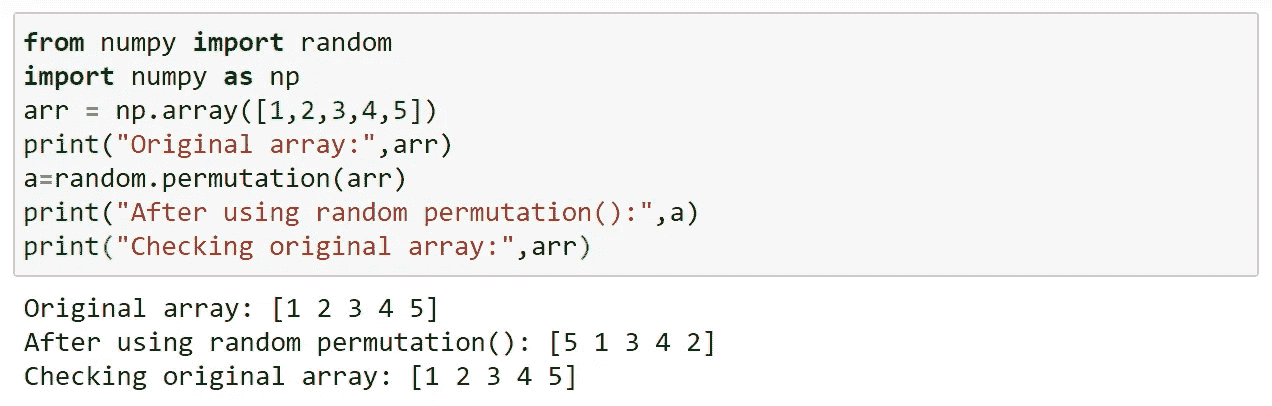 from numpy import random
import numpy as np
arr = np.array([1,2,3,4,5])
print("Original array:",arr)
a=random.permutation(arr)
print("After using random permutation():",a)
print("Checking original array:",arr)
Original array: [1 2 3 4 5]
After using random permutation(): [5 1 3 4 2]
Checking original array: [1 2 3 4 5]